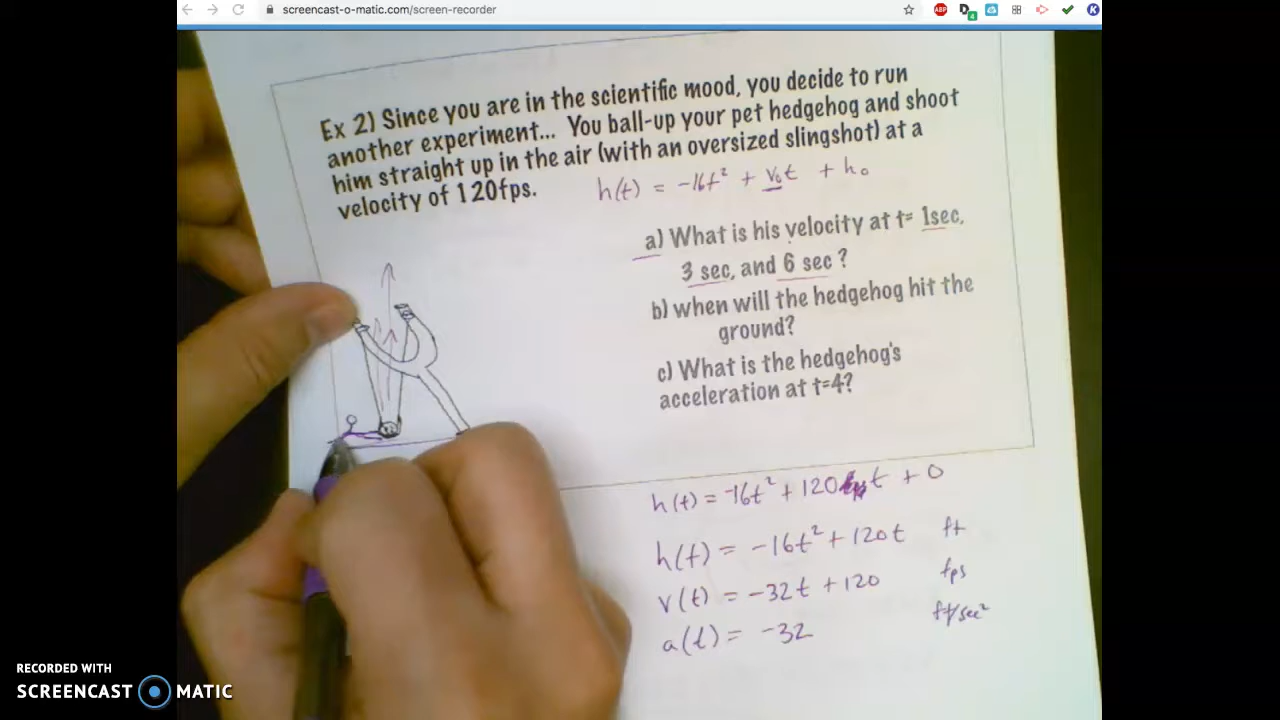 screencast-o-matic.com/screen-recorder
ABP
D
4
K
Ex 2) Since you are in the scientific mood, you decide to run
another experiment... You ball-up your pet hedgehog and shoot
him straight up in the air (with an oversized slingshot) at a
velocity of 120fps.
h(t) = -16t² + v₀t + h₀
a) What is his velocity at t= 1sec,
3 sec, and 6 sec ?
b) when will the hedgehog hit the
ground?
c) What is the hedgehog's
acceleration at t=4?
h(t) = -16t² + 120 t + 0
h(t) = -16t² + 120t ft
v(t) = -32t + 120 fps
a(t) = -32 ft/sec²
RECORDED WITH
SCREENCAST MATIC